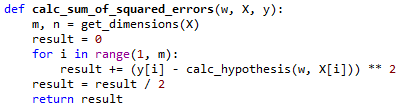 def calc_sum_of_squared_errors(w, X, y):
    m, n = get_dimensions(X)
    result = 0
    for i in range(1, m):
        result += (y[i] - calc_hypothesis(w, X[i])) ** 2
    result = result / 2
    return result